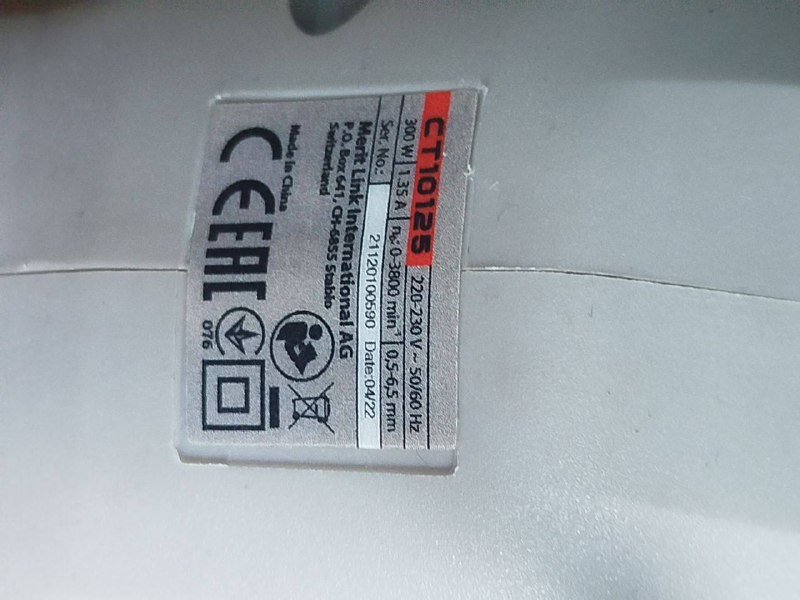 CT10125 220-230 V ~ 50/60 Hz
300 W 1.35 A n₀: 0-3800 min⁻¹ 0,5-6,5 mm
Ser. No.: 21120100590 Date:04/22
Merit Link International AG
P.O. Box 641, CH-6855 Stabio
Switzerland
Made in China
CE EAC
076